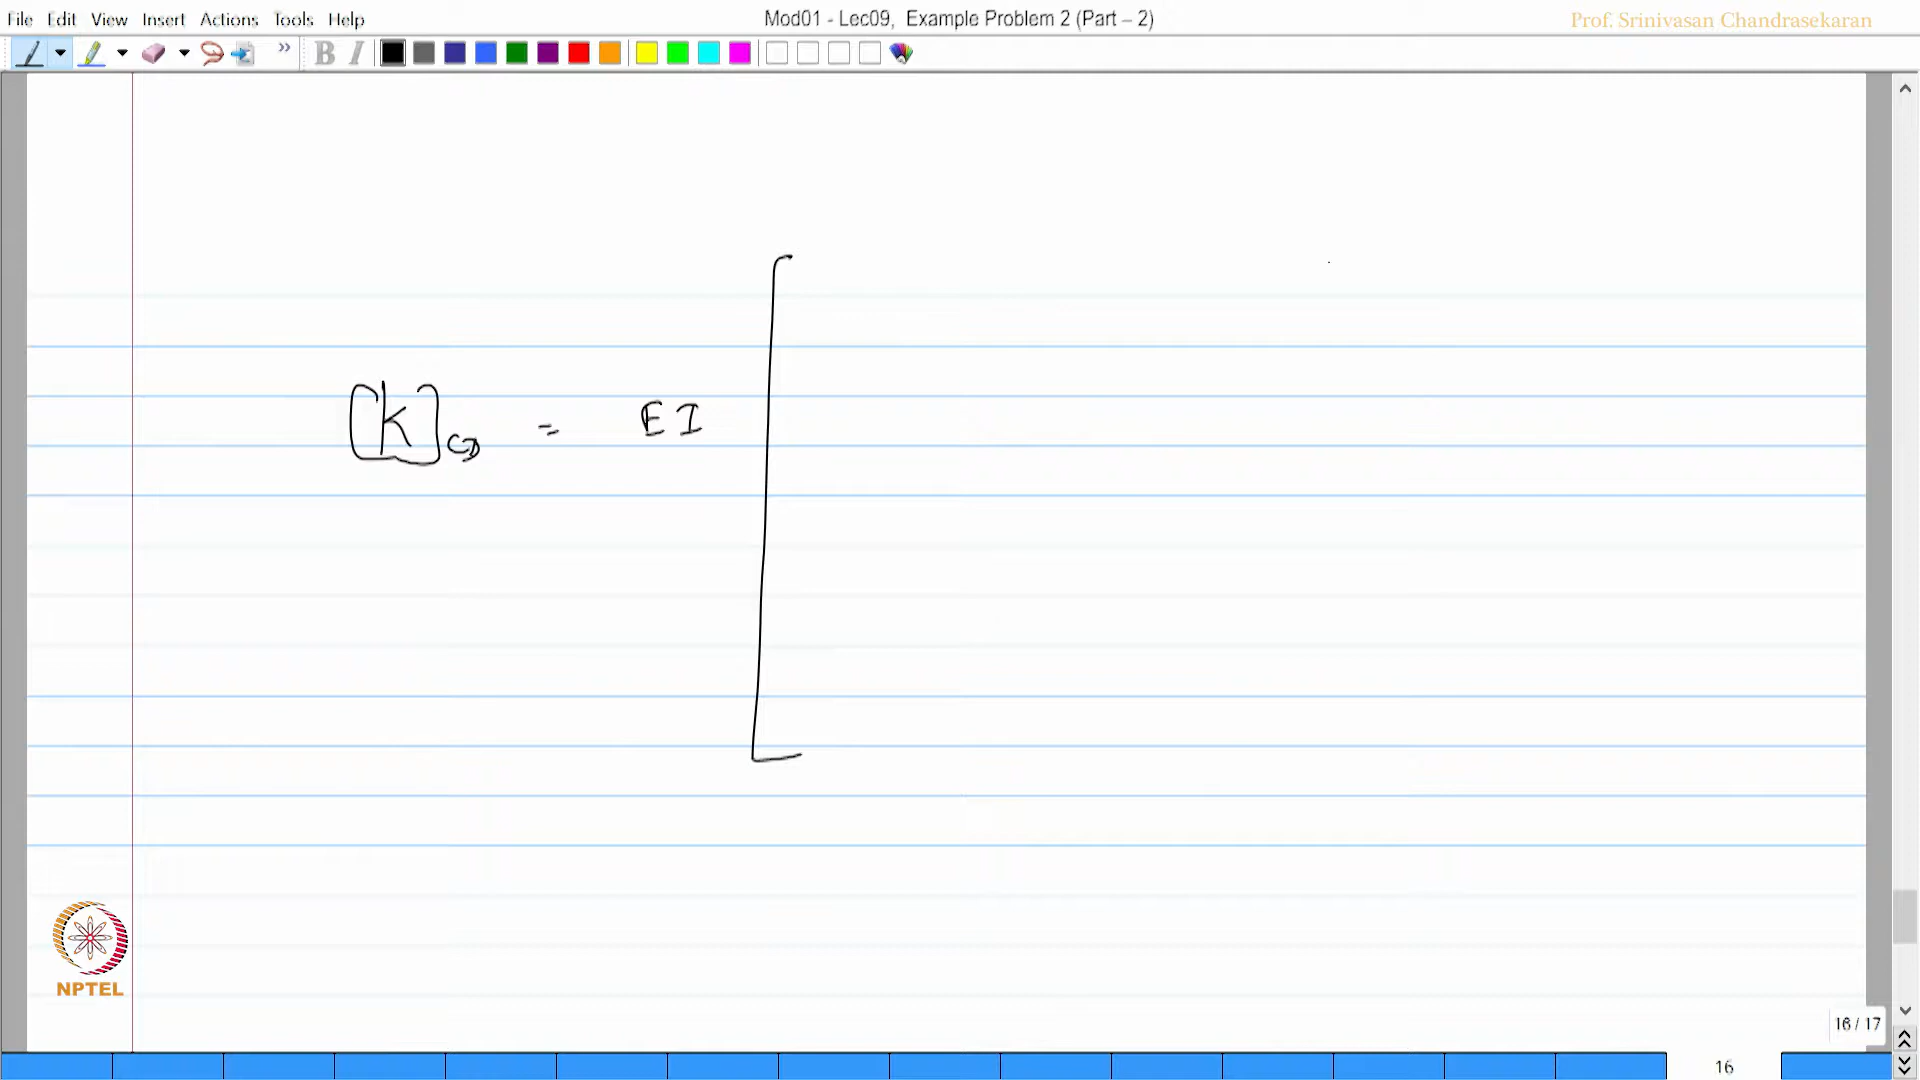 File Edit View Insert Actions Tools Help
Mod01 - Lec09, Example Problem 2 (Part – 2)
Prof. Srinivasan Chandrasekaran
B I
[K]CD = EI [
NPTEL
16 / 17
16